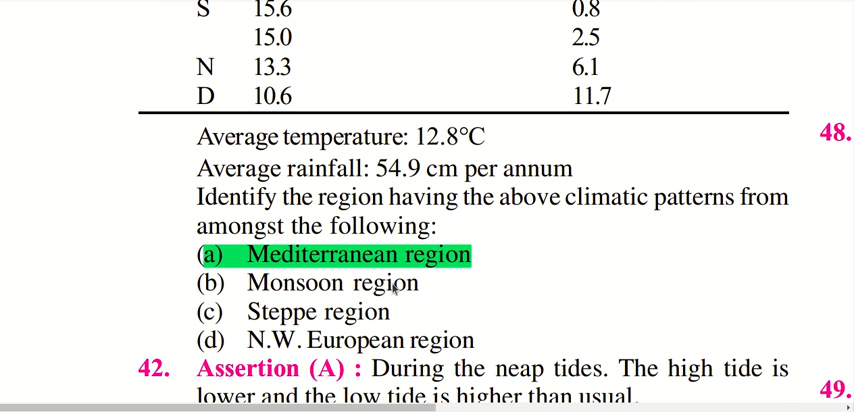 S 15.6 0.8
15.0 2.5
N 13.3 6.1
D 10.6 11.7
Average temperature: 12.8°C
48.
Average rainfall: 54.9 cm per annum
Identify the region having the above climatic patterns from
amongst the following:
(a) Mediterranean region
(b) Monsoon region
(c) Steppe region
(d) N.W. European region
42. Assertion (A) : During the neap tides. The high tide is
lower and the low tide is higher than usual.
49.